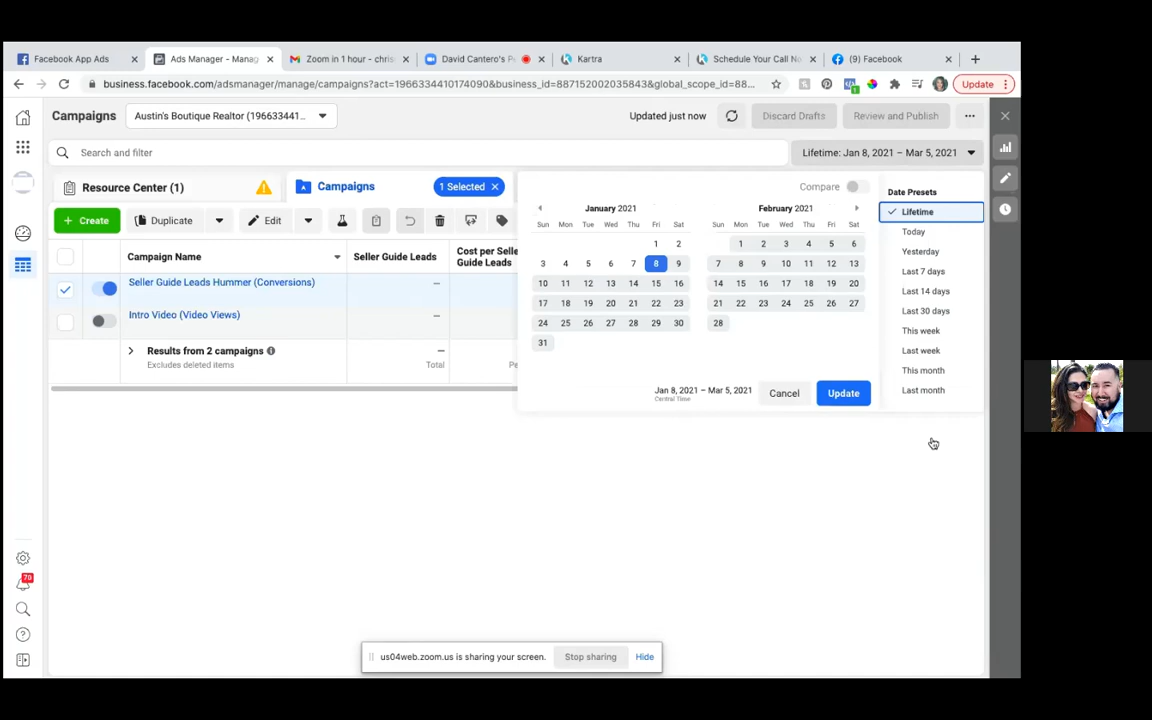 Facebook App Ads
Ads Manager - Manag
Zoom in 1 hour - chris
David Cantero's P
Kartra
Schedule Your Call No
(9) Facebook
business.facebook.com/adsmanager/manage/campaigns?act=1966334410174090&business_id=887152002035843&global_scope_id=88...
1
Update
Campaigns
Austin's Boutique Realtor (196633441...
Updated just now
Discard Drafts
Review and Publish
Search and filter
Lifetime: Jan 8, 2021 – Mar 5, 2021
Resource Center (1)
Campaigns
1 Selected
Compare
Date Presets
+ Create
Duplicate
Edit
January 2021
February 2021
Lifetime
Sun Mon Tue Wed Thu Fri Sat
Sun Mon Tue Wed Thu Fri Sat
Today
1 2
1 2 3 4 5 6
Yesterday
Campaign Name
Seller Guide Leads
Cost per Selle
Guide Leads
3 4 5 6 7 8 9
7 8 9 10 11 12 13
Last 7 days
Seller Guide Leads Hummer (Conversions)
—
10 11 12 13 14 15 16
14 15 16 17 18 19 20
Last 14 days
17 18 19 20 21 22 23
21 22 23 24 25 26 27
Last 30 days
Intro Video (Video Views)
—
24 25 26 27 28 29 30
28
This week
31
Last week
Results from 2 campaigns
—
Excludes deleted items
Total
Pe
This month
Jan 8, 2021 – Mar 5, 2021
Central Time
Cancel
Update
Last month
70
us04web.zoom.us is sharing your screen.
Stop sharing
Hide